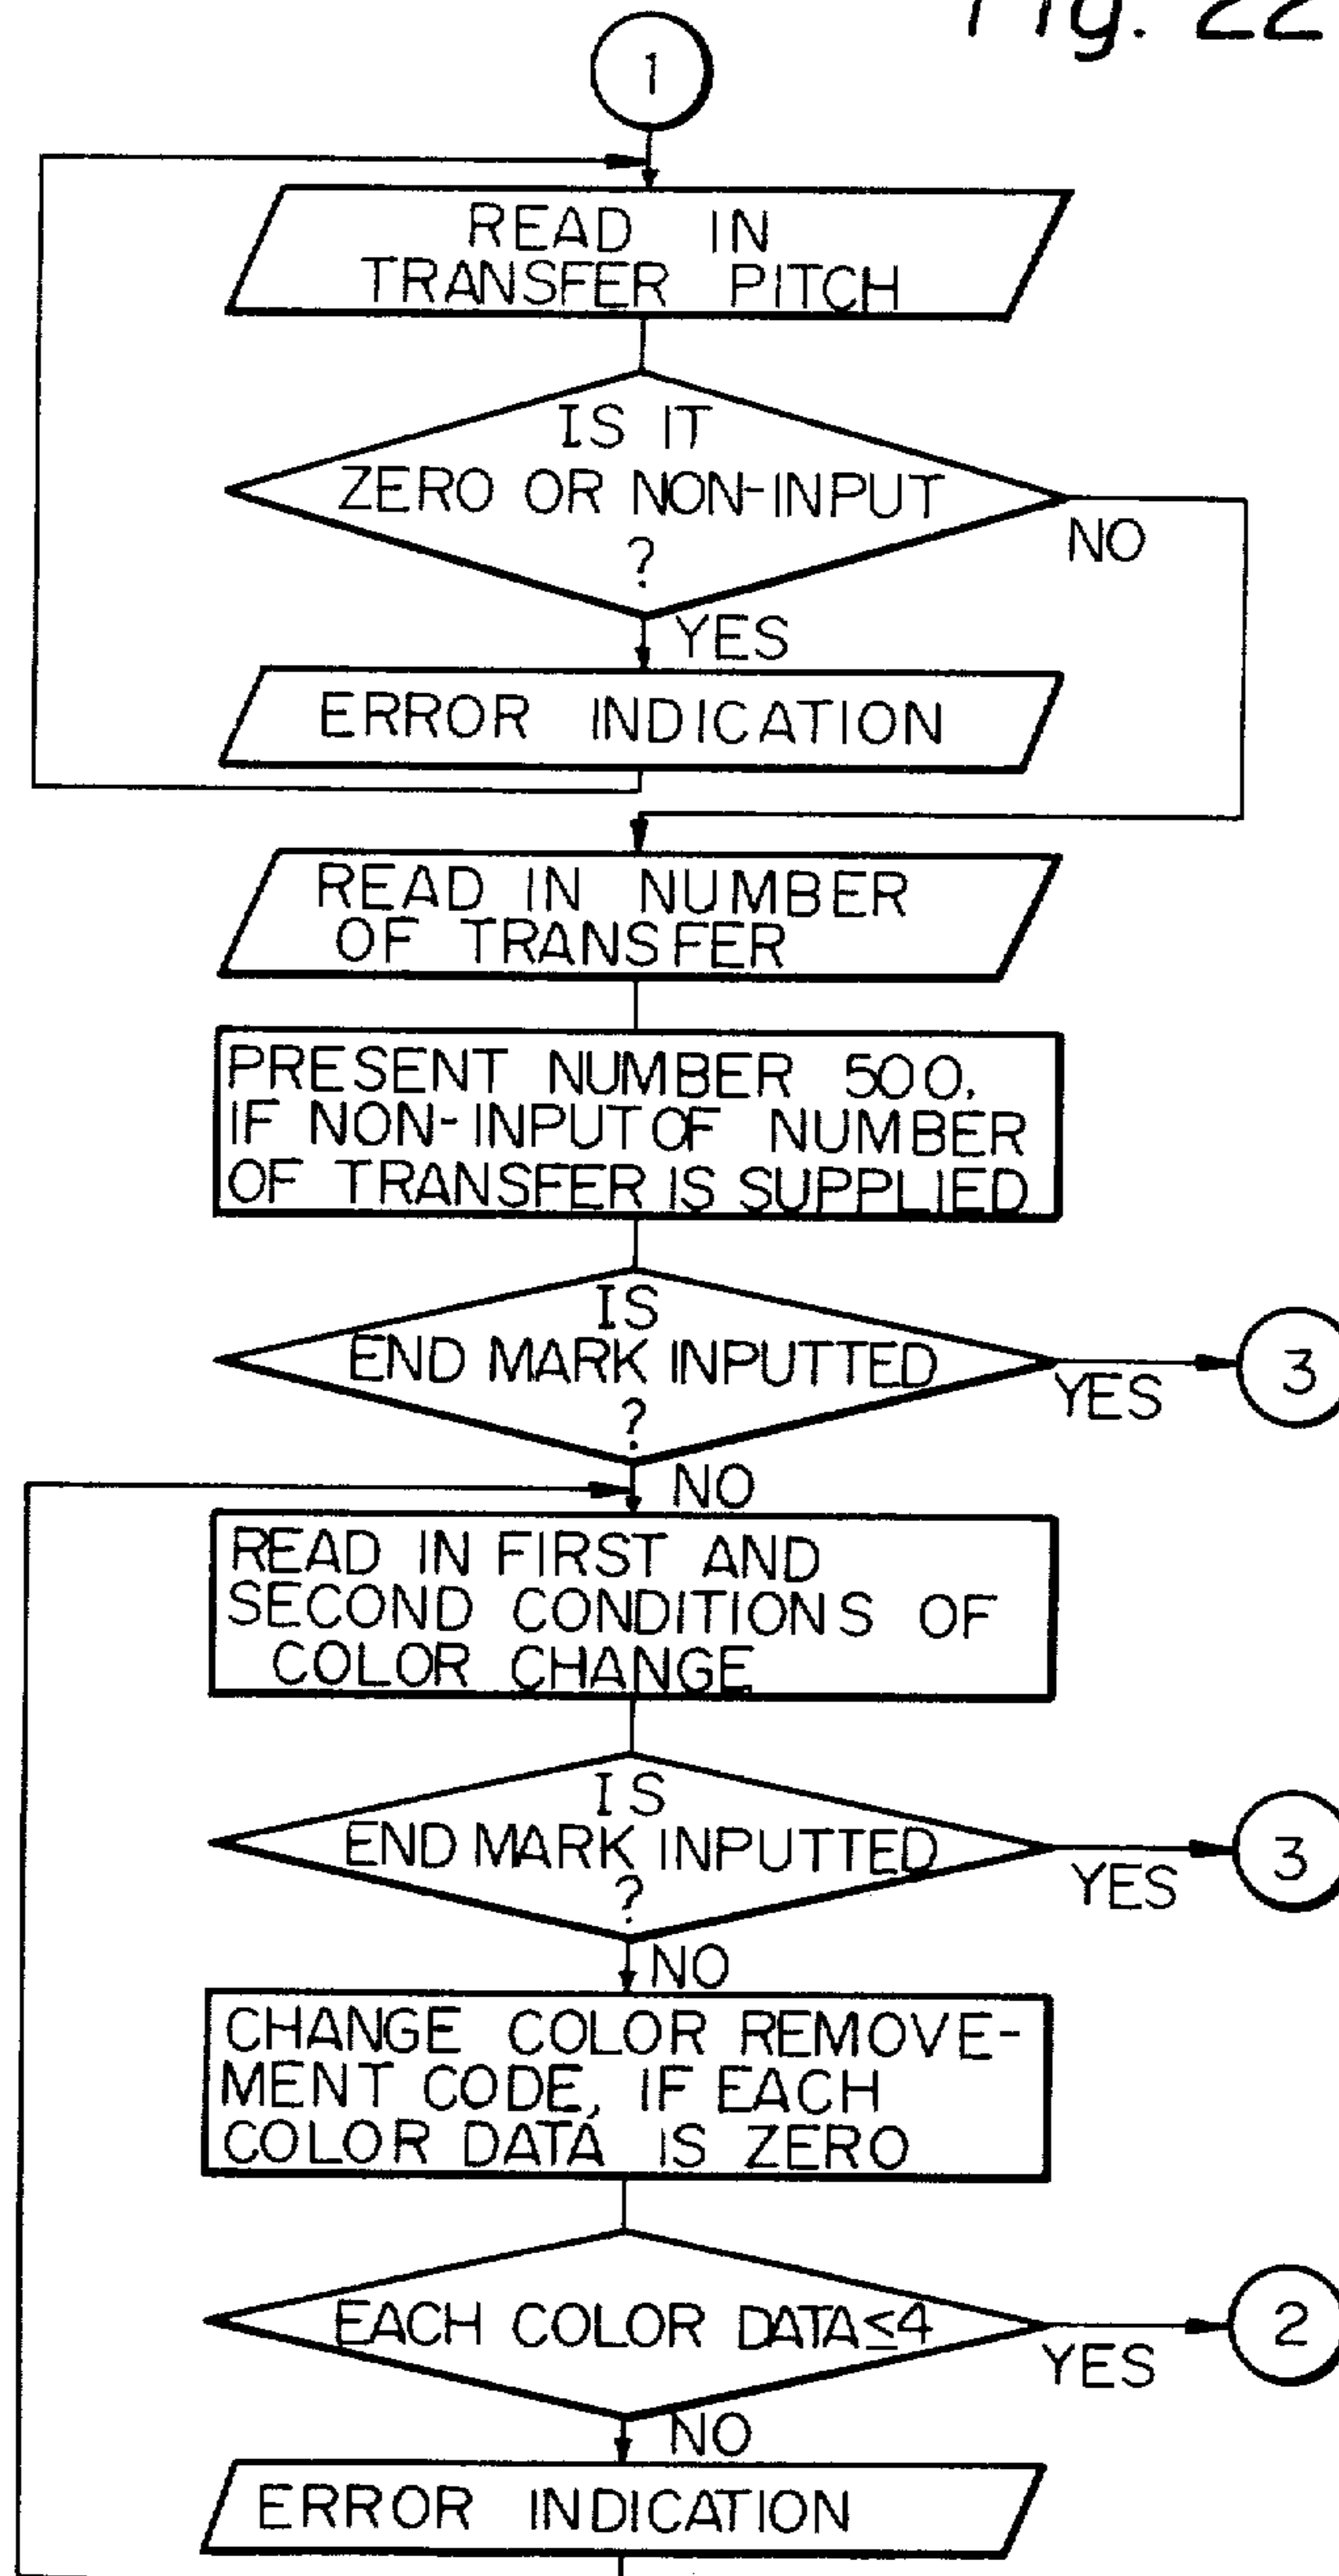 Fig. 22
1
READ IN
TRANSFER PITCH
IS IT
ZERO OR NON-INPUT
?
NO
YES
ERROR INDICATION
READ IN NUMBER
OF TRANSFER
PRESENT NUMBER 500,
IF NON-INPUT OF NUMBER
OF TRANSFER IS SUPPLIED
IS
END MARK INPUTTED
?
YES
3
NO
READ IN FIRST AND
SECOND CONDITIONS OF
COLOR CHANGE
IS
END MARK INPUTTED
?
YES
3
NO
CHANGE COLOR REMOVE-
MENT CODE, IF EACH
COLOR DATA IS ZERO
EACH COLOR DATA≤4
YES
2
NO
ERROR INDICATION